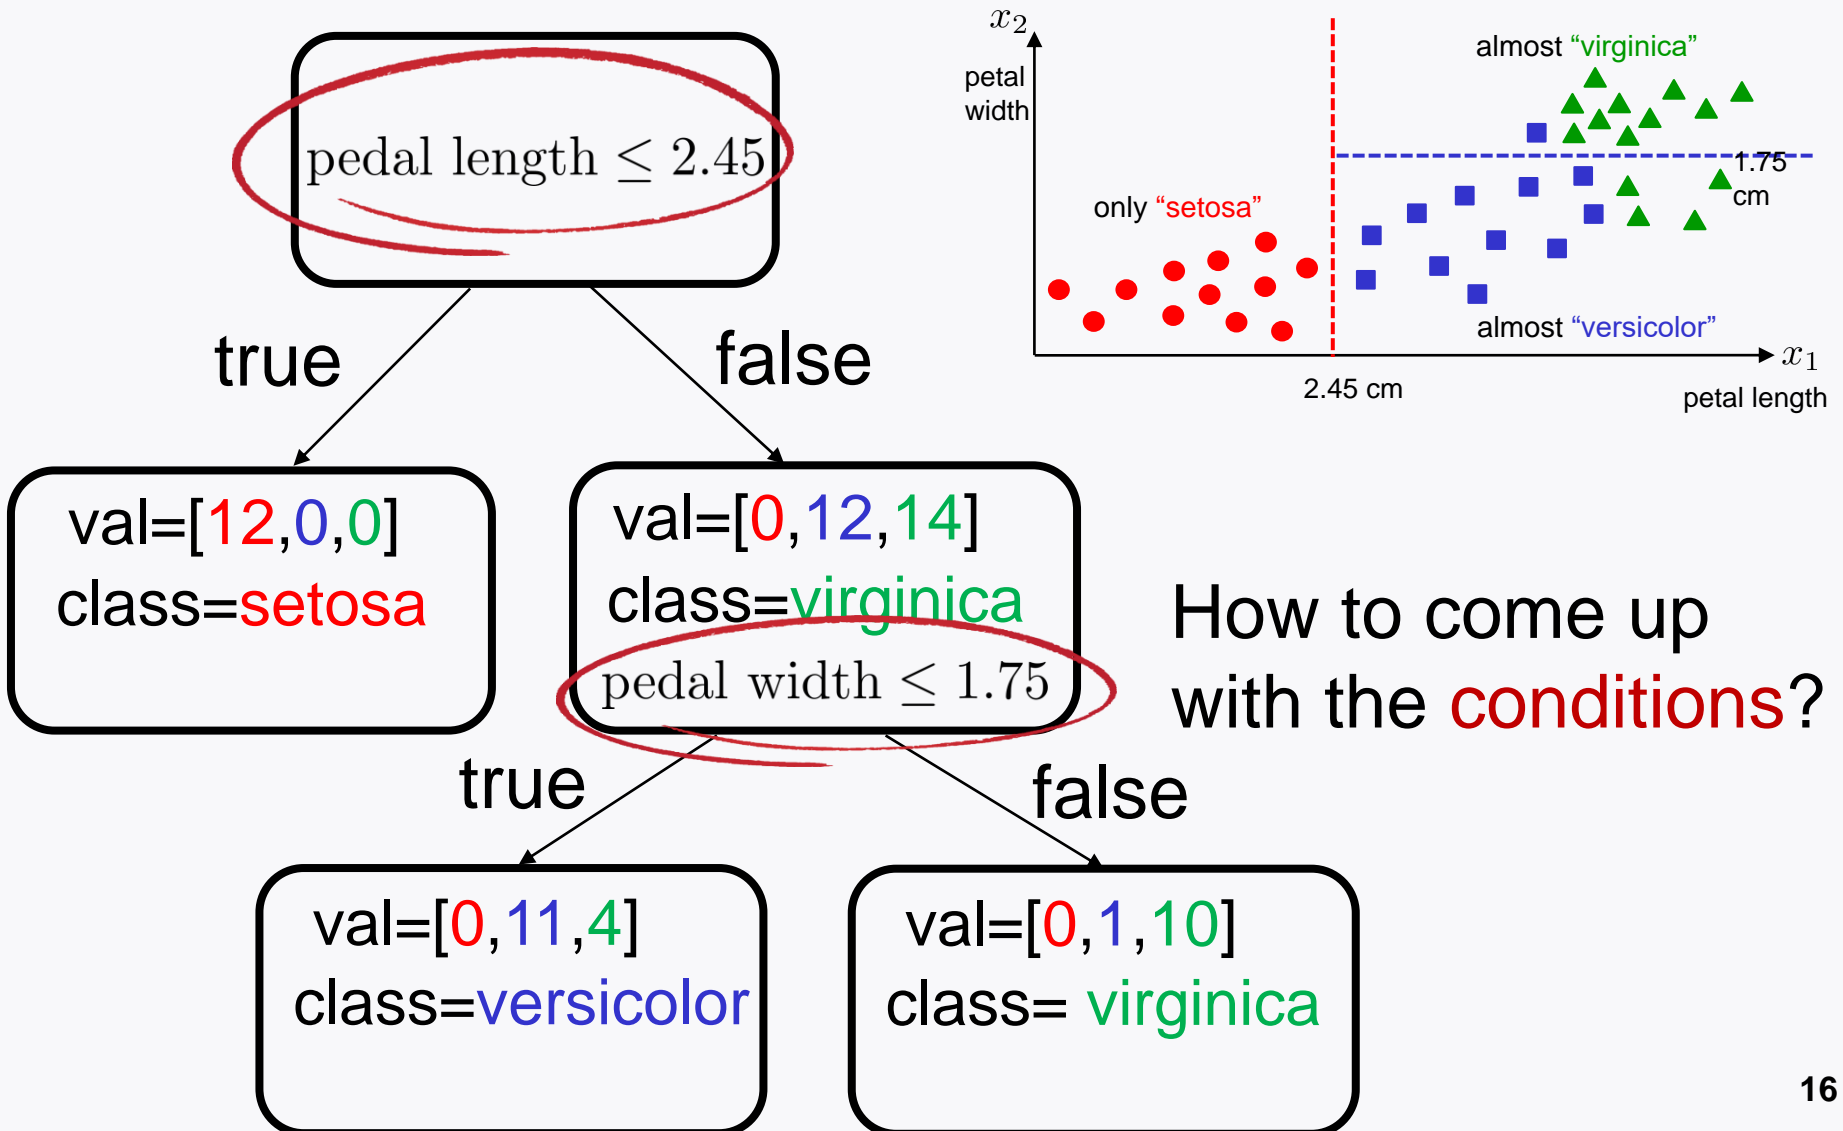 pedal length ≤ 2.45
true
false
val=[12,0,0]
class=setosa
val=[0,12,14]
class=virginica
pedal width ≤ 1.75
true
false
val=[0,11,4]
class=versicolor
val=[0,1,10]
class= virginica
x₂
petal
width
almost “virginica”
1.75
cm
only “setosa”
almost “versicolor”
x₁
2.45 cm
petal length
How to come up
with the conditions?
16